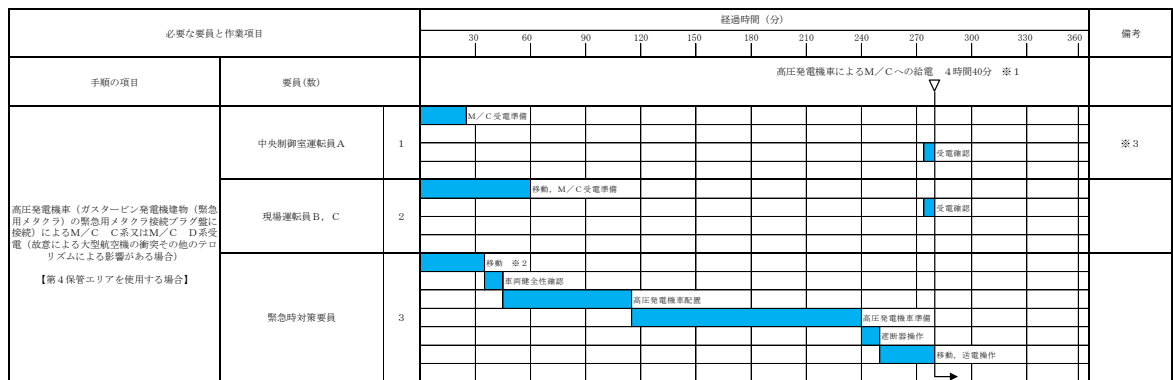 必要な要員と作業項目
経過時間（分）
備考
30 60 90 120 150 180 210 240 270 300 330 360
手順の項目
要員(数)
高圧発電機車によるM／Cへの給電　4時間40分　※1
高圧発電機車（ガスタービン発電機建物（緊急
用メタクラ）の緊急用メタクラ接続プラグ盤に
接続）によるM／C　C系又はM／C　D系受
電（故意による大型航空機の衝突その他のテロ
リズムによる影響がある場合）
【第4保管エリアを使用する場合】
中央制御室運転員A
1
M／C受電準備
受電確認
※3
現場運転員B，C
2
移動，M／C受電準備
受電確認
緊急時対策要員
3
移動　※2
車両健全性確認
高圧発電機車配置
高圧発電機車準備
遮断器操作
移動，送電操作